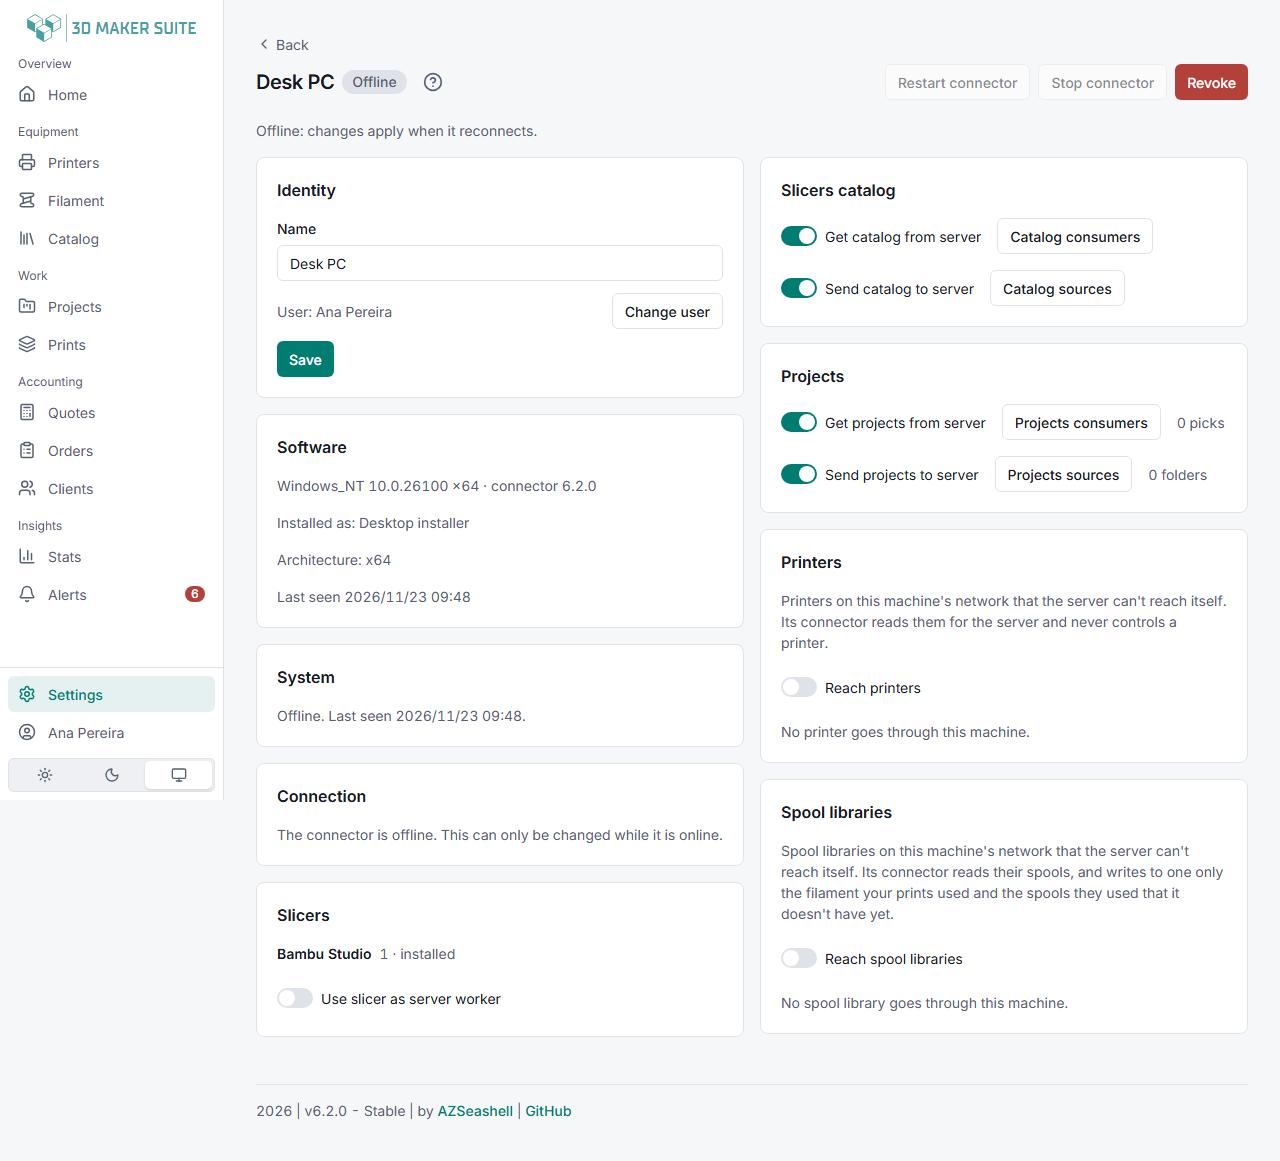 3D MAKER SUITE
Overview
Home
Equipment
Printers
Filament
Catalog
Work
Projects
Prints
Accounting
Quotes
Orders
Clients
Insights
Stats
Alerts
6
Settings
Ana Pereira
Back
Desk PC
Offline
Restart connector
Stop connector
Revoke
Offline: changes apply when it reconnects.
Identity
Name
Desk PC
User: Ana Pereira
Change user
Save
Software
Windows_NT 10.0.26100 ×64 · connector 6.2.0
Installed as: Desktop installer
Architecture: x64
Last seen 2026/11/23 09:48
System
Offline. Last seen 2026/11/23 09:48.
Connection
The connector is offline. This can only be changed while it is online.
Slicers
Bambu Studio 1 · installed
Use slicer as server worker
Slicers catalog
Get catalog from server
Catalog consumers
Send catalog to server
Catalog sources
Projects
Get projects from server
Projects consumers
0 picks
Send projects to server
Projects sources
0 folders
Printers
Printers on this machine's network that the server can't reach itself.
Its connector reads them for the server and never controls a
printer.
Reach printers
No printer goes through this machine.
Spool libraries
Spool libraries on this machine's network that the server can't
reach itself. Its connector reads their spools, and writes to one only
the filament your prints used and the spools they used that it
doesn't have yet.
Reach spool libraries
No spool library goes through this machine.
2026 | v6.2.0 - Stable | by AZSeashell | GitHub